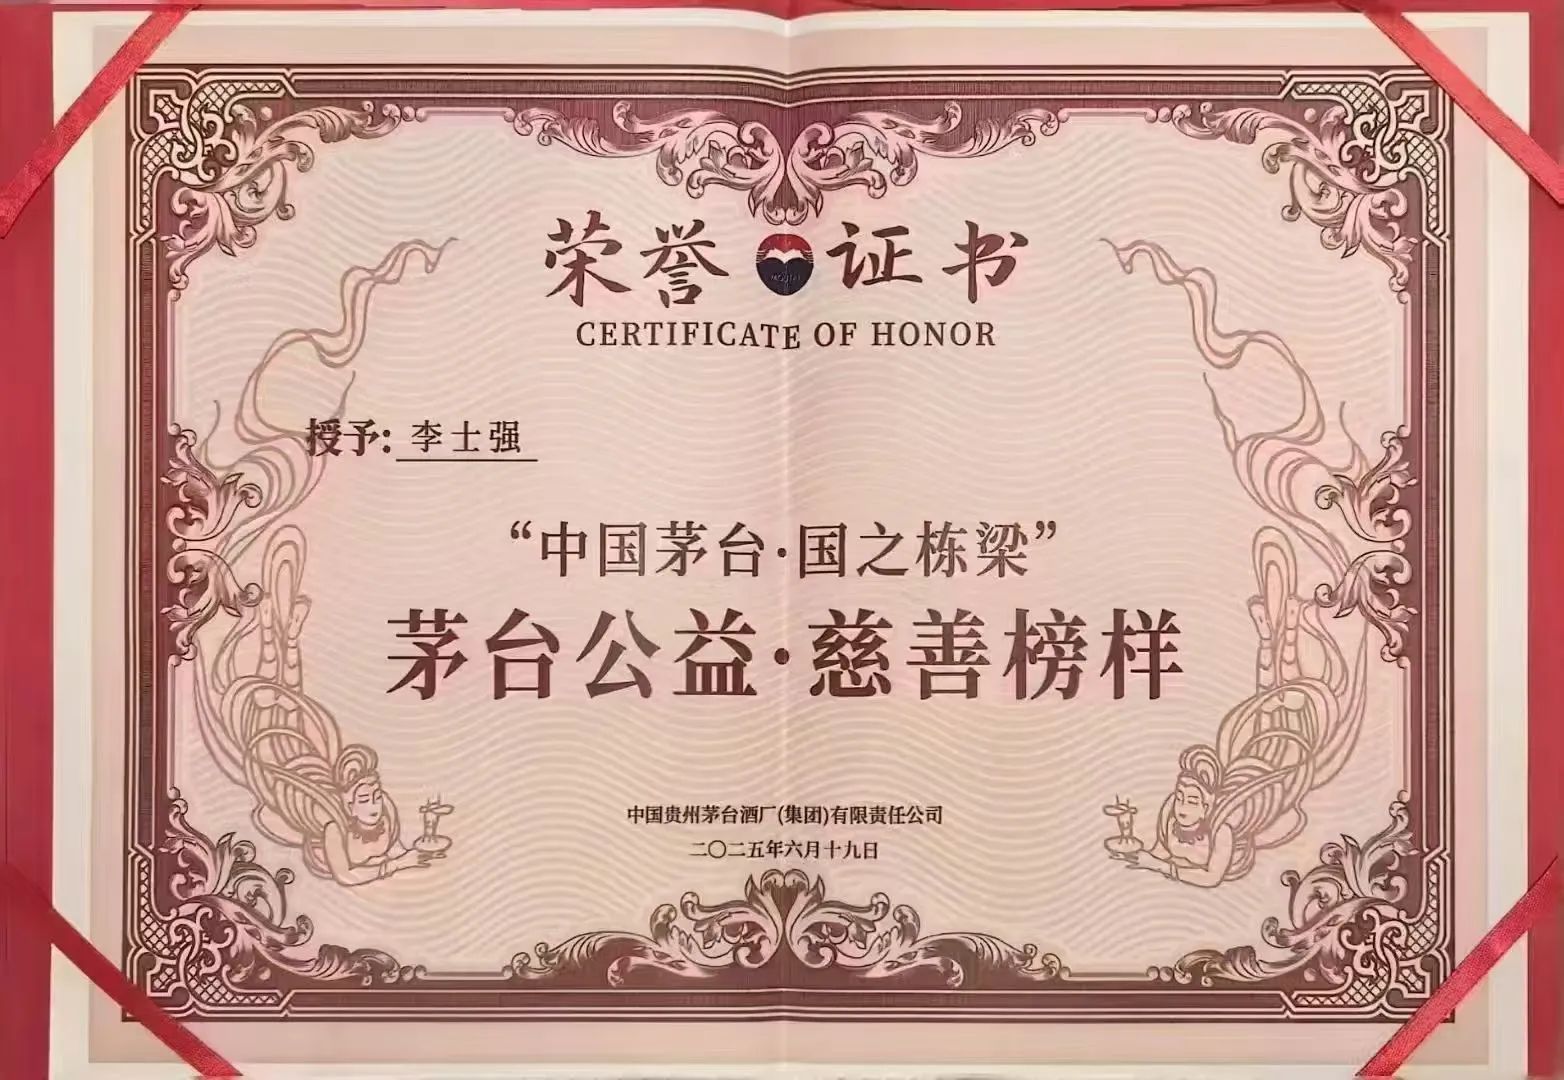 荣誉证书
MOUTAI
CERTIFICATE OF HONOR
授予: 李士强
“中国茅台·国之栋梁”
茅台公益·慈善榜样
中国贵州茅台酒厂(集团)有限责任公司
二〇二五年六月十九日